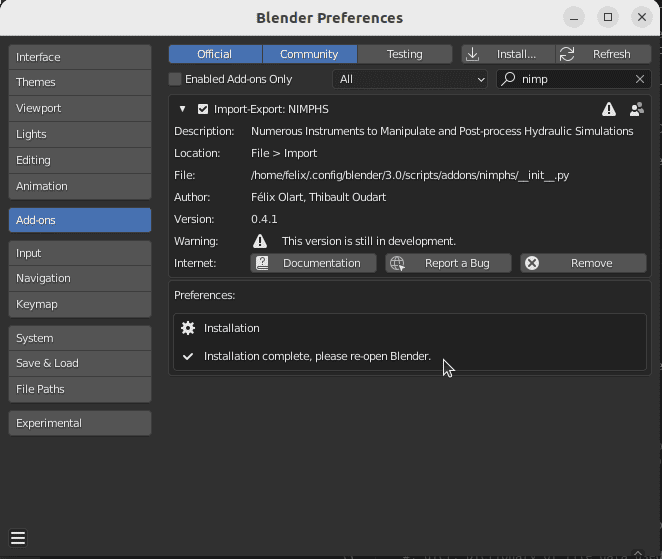 Blender Preferences
Interface
Themes
Viewport
Lights
Editing
Animation
Add-ons
Input
Navigation
Keymap
System
Save & Load
File Paths
Experimental
Official Community Testing Install... Refresh
Enabled Add-ons Only All nimp
Import-Export: NIMPHS
Description: Numerous Instruments to Manipulate and Post-process Hydraulic Simulations
Location: File > Import
File: /home/felix/.config/blender/3.0/scripts/addons/nimphs/__init__.py
Author: Félix Olart, Thibault Oudart
Version: 0.4.1
Warning: This version is still in development.
Internet: Documentation Report a Bug Remove
Preferences:
Installation
Installation complete, please re-open Blender.